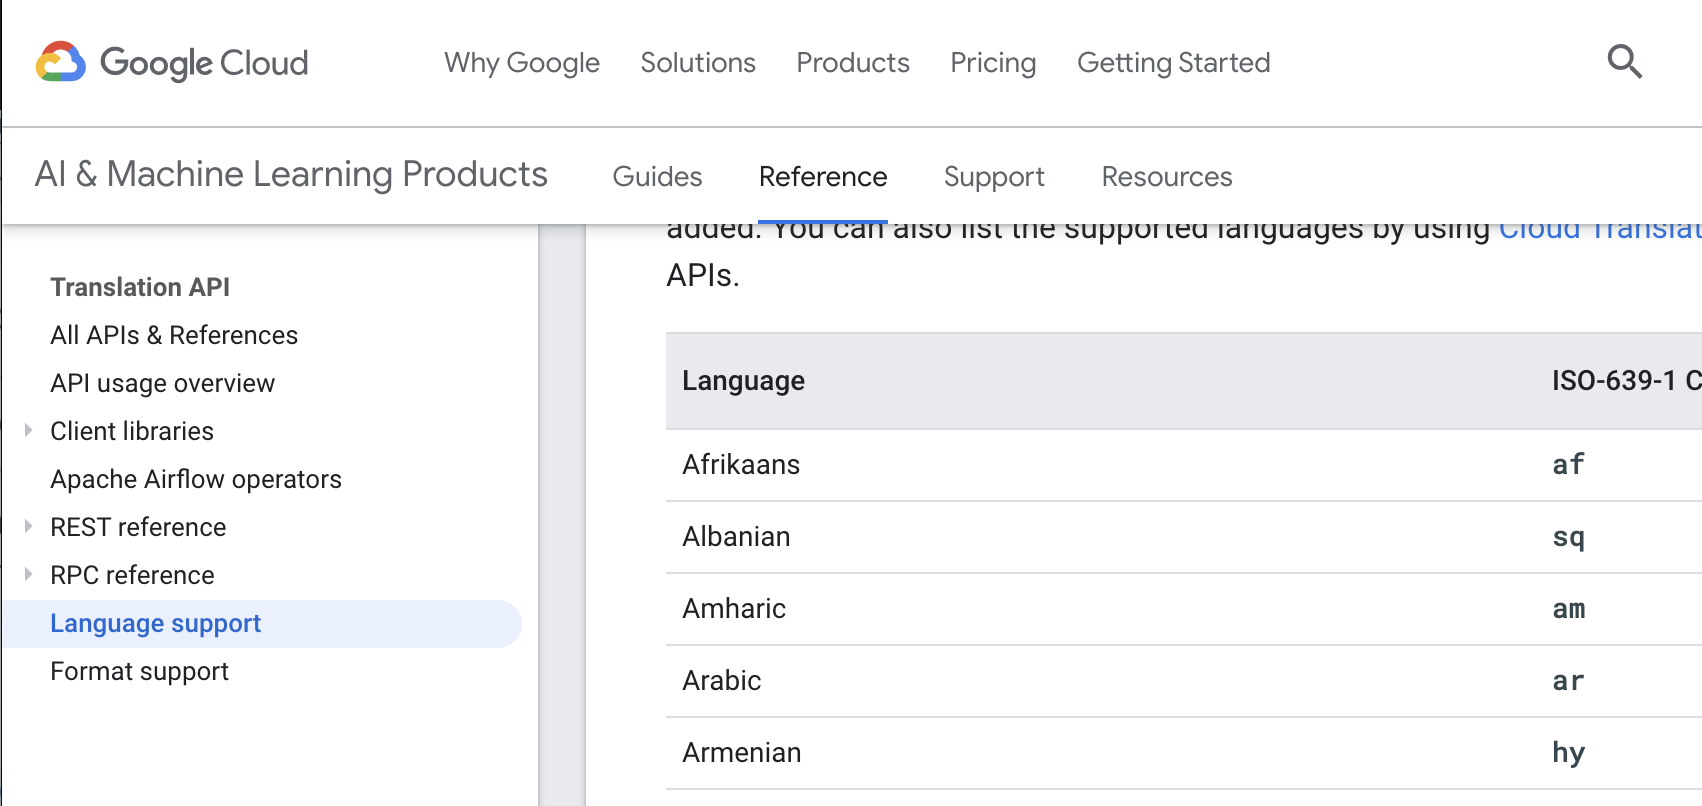 Google Cloud
Why Google
Solutions
Products
Pricing
Getting Started
AI & Machine Learning Products
Guides
Reference
Support
Resources
Translation API
All APIs & References
API usage overview
Client libraries
Apache Airflow operators
REST reference
RPC reference
Language support
Format support
added. You can also list the supported languages by using Cloud Translat
APIs.
Language ISO-639-1 C
Afrikaans af
Albanian sq
Amharic am
Arabic ar
Armenian hy